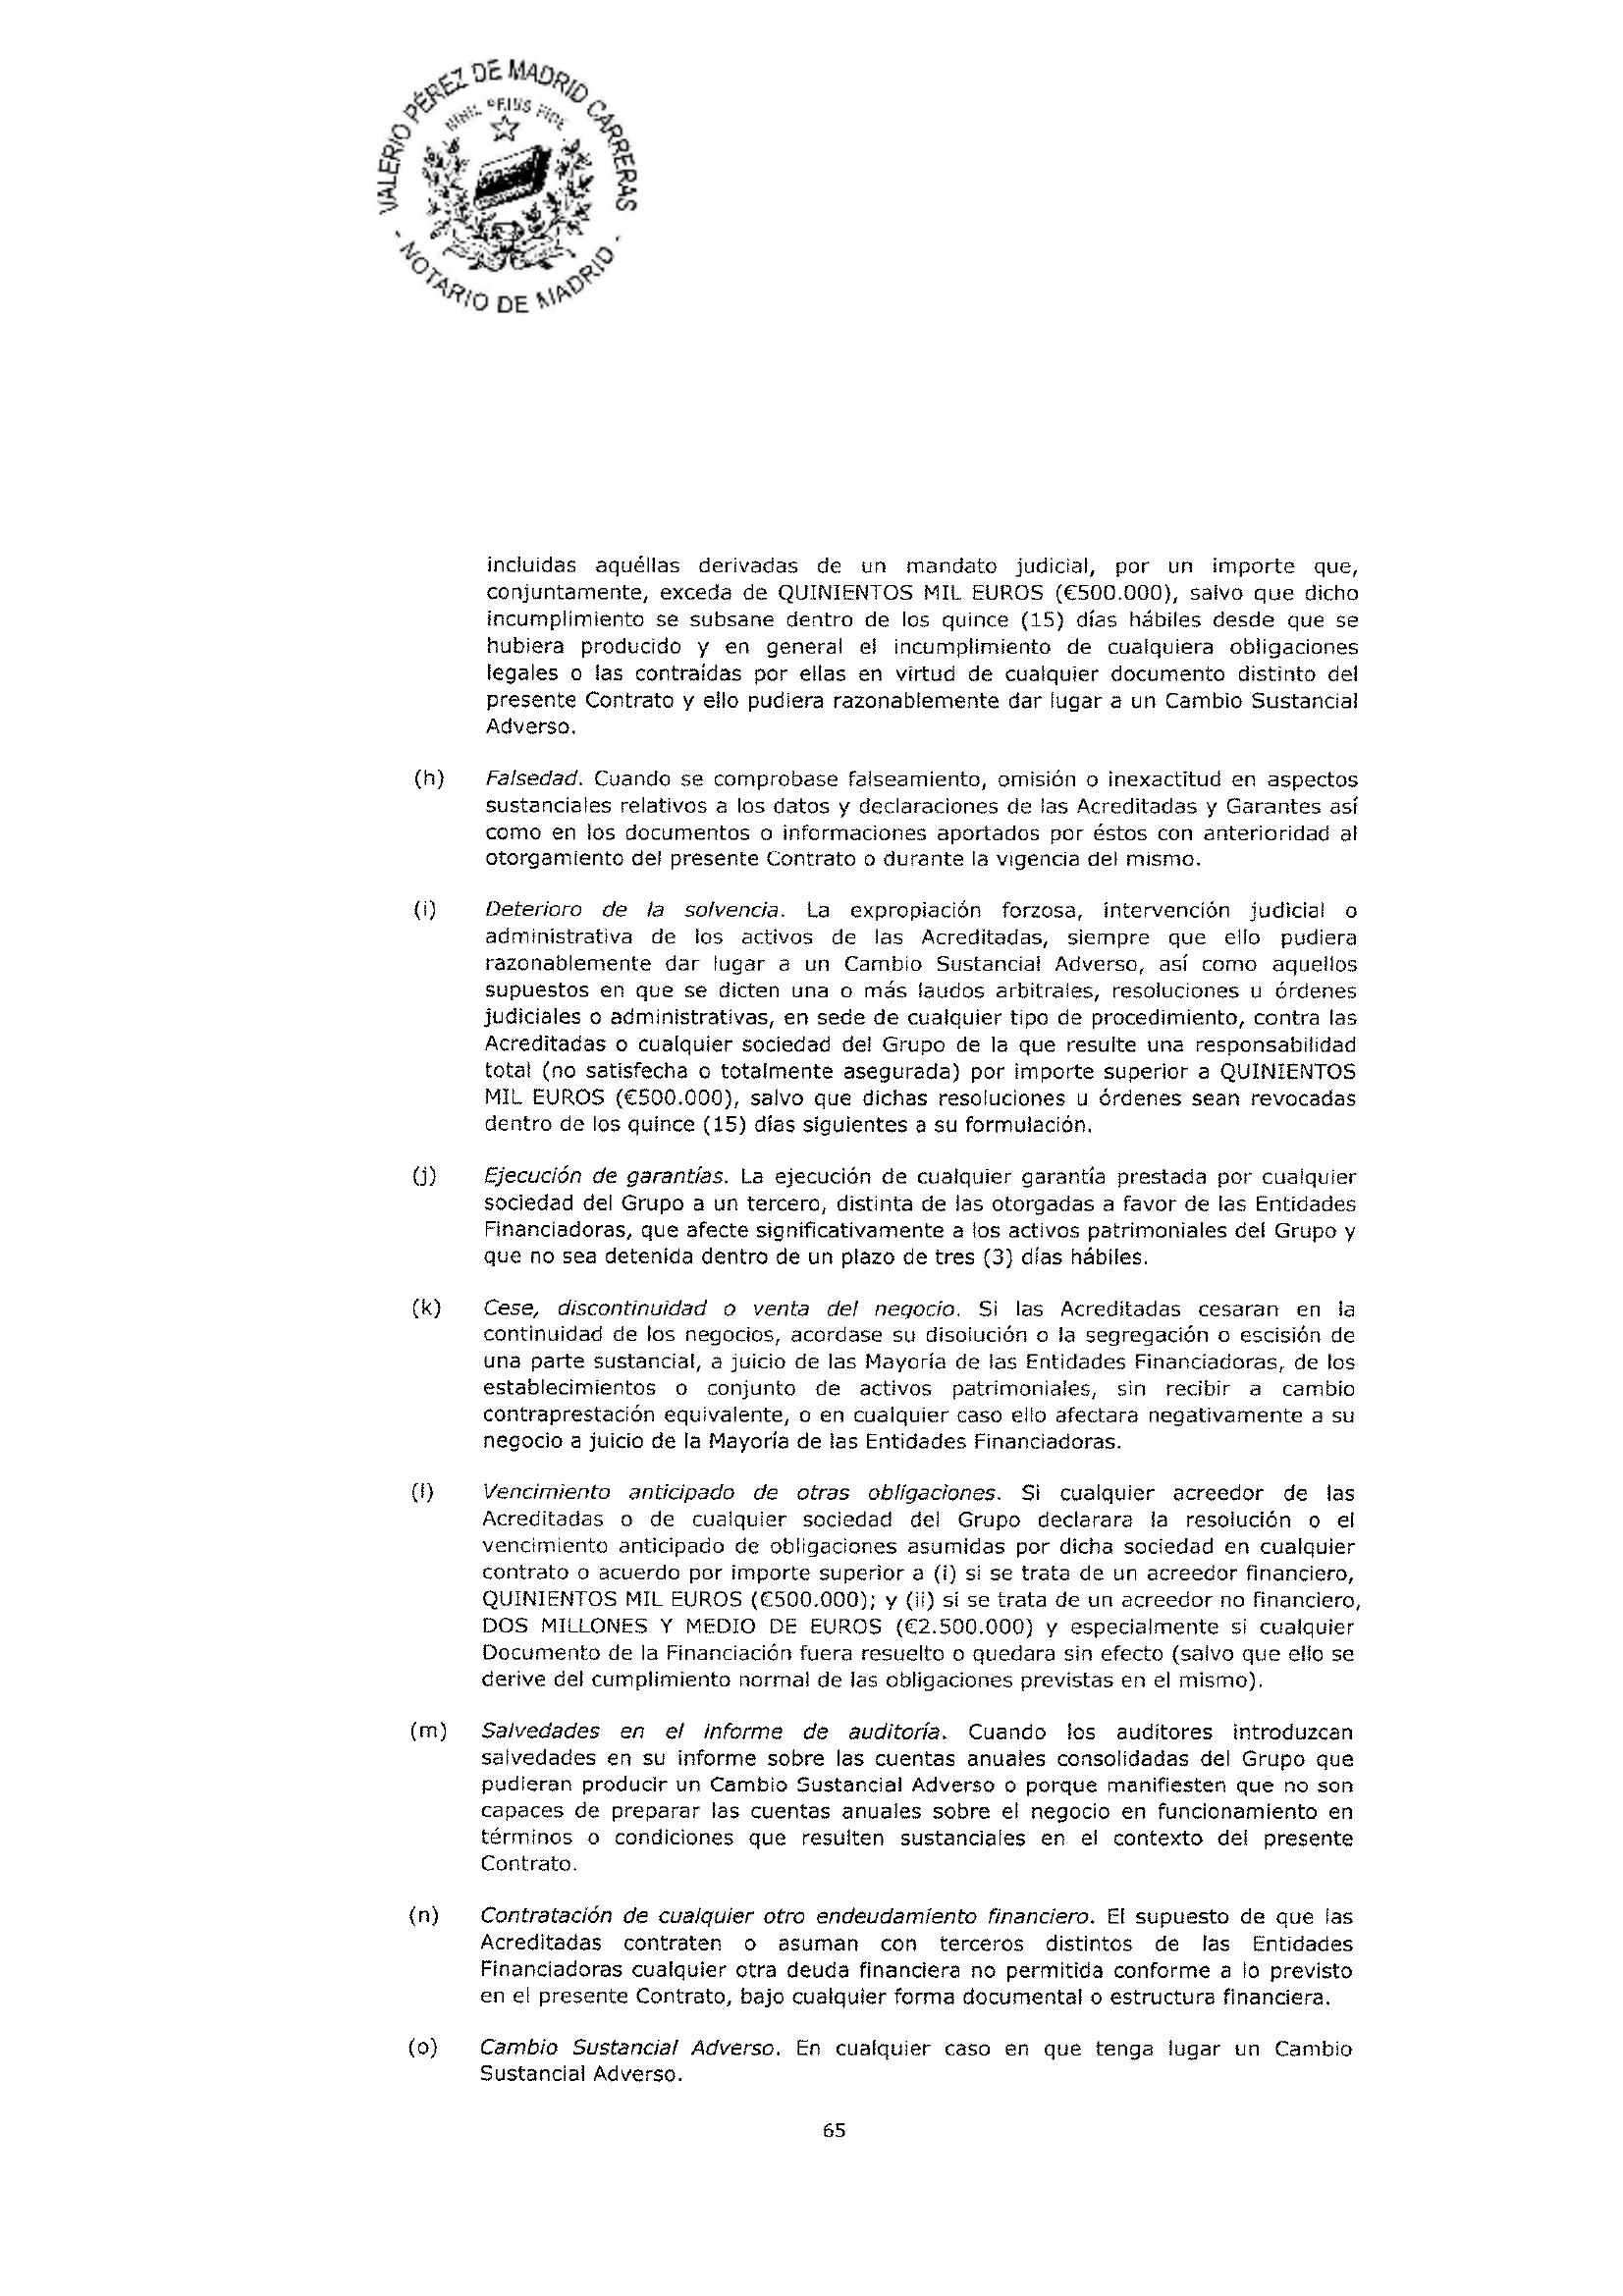 VALERIO PÉREZ DE MADRID CARRERAS
NIHIL PRIUS FIDE
- NOTARIO DE MADRID -
incluidas aquéllas derivadas de un mandato judicial, por un importe que,
conjuntamente, exceda de QUINIENTOS MIL EUROS (€500.000), salvo que dicho
incumplimiento se subsane dentro de los quince (15) días hábiles desde que se
hubiera producido y en general el incumplimiento de cualquiera obligaciones
legales o las contraídas por ellas en virtud de cualquier documento distinto del
presente Contrato y ello pudiera razonablemente dar lugar a un Cambio Sustancial
Adverso.
(h) Falsedad. Cuando se comprobase falseamiento, omisión o inexactitud en aspectos
sustanciales relativos a los datos y declaraciones de las Acreditadas y Garantes así
como en los documentos o informaciones aportados por éstos con anterioridad al
otorgamiento del presente Contrato o durante la vigencia del mismo.
(i) Deterioro de la solvencia. La expropiación forzosa, intervención judicial o
administrativa de los activos de las Acreditadas, siempre que ello pudiera
razonablemente dar lugar a un Cambio Sustancial Adverso, así como aquellos
supuestos en que se dicten una o más laudos arbitrales, resoluciones u órdenes
judiciales o administrativas, en sede de cualquier tipo de procedimiento, contra las
Acreditadas o cualquier sociedad del Grupo de la que resulte una responsabilidad
total (no satisfecha o totalmente asegurada) por importe superior a QUINIENTOS
MIL EUROS (€500.000), salvo que dichas resoluciones u órdenes sean revocadas
dentro de los quince (15) días siguientes a su formulación.
(j) Ejecución de garantías. La ejecución de cualquier garantía prestada por cualquier
sociedad del Grupo a un tercero, distinta de las otorgadas a favor de las Entidades
Financiadoras, que afecte significativamente a los activos patrimoniales del Grupo y
que no sea detenida dentro de un plazo de tres (3) días hábiles.
(k) Cese, discontinuidad o venta del negocio. Si las Acreditadas cesaran en la
continuidad de los negocios, acordase su disolución o la segregación o escisión de
una parte sustancial, a juicio de las Mayoría de las Entidades Financiadoras, de los
establecimientos o conjunto de activos patrimoniales, sin recibir a cambio
contraprestación equivalente, o en cualquier caso ello afectara negativamente a su
negocio a juicio de la Mayoría de las Entidades Financiadoras.
(l) Vencimiento anticipado de otras obligaciones. Si cualquier acreedor de las
Acreditadas o de cualquier sociedad del Grupo declarara la resolución o el
vencimiento anticipado de obligaciones asumidas por dicha sociedad en cualquier
contrato o acuerdo por importe superior a (i) si se trata de un acreedor financiero,
QUINIENTOS MIL EUROS (€500.000); y (ii) si se trata de un acreedor no financiero,
DOS MILLONES Y MEDIO DE EUROS (€2.500.000) y especialmente si cualquier
Documento de la Financiación fuera resuelto o quedara sin efecto (salvo que ello se
derive del cumplimiento normal de las obligaciones previstas en el mismo).
(m) Salvedades en el informe de auditoría. Cuando los auditores introduzcan
salvedades en su informe sobre las cuentas anuales consolidadas del Grupo que
pudieran producir un Cambio Sustancial Adverso o porque manifiesten que no son
capaces de preparar las cuentas anuales sobre el negocio en funcionamiento en
términos o condiciones que resulten sustanciales en el contexto del presente
Contrato.
(n) Contratación de cualquier otro endeudamiento financiero. El supuesto de que las
Acreditadas contraten o asuman con terceros distintos de las Entidades
Financiadoras cualquier otra deuda financiera no permitida conforme a lo previsto
en el presente Contrato, bajo cualquier forma documental o estructura financiera.
(o) Cambio Sustancial Adverso. En cualquier caso en que tenga lugar un Cambio
Sustancial Adverso.
65